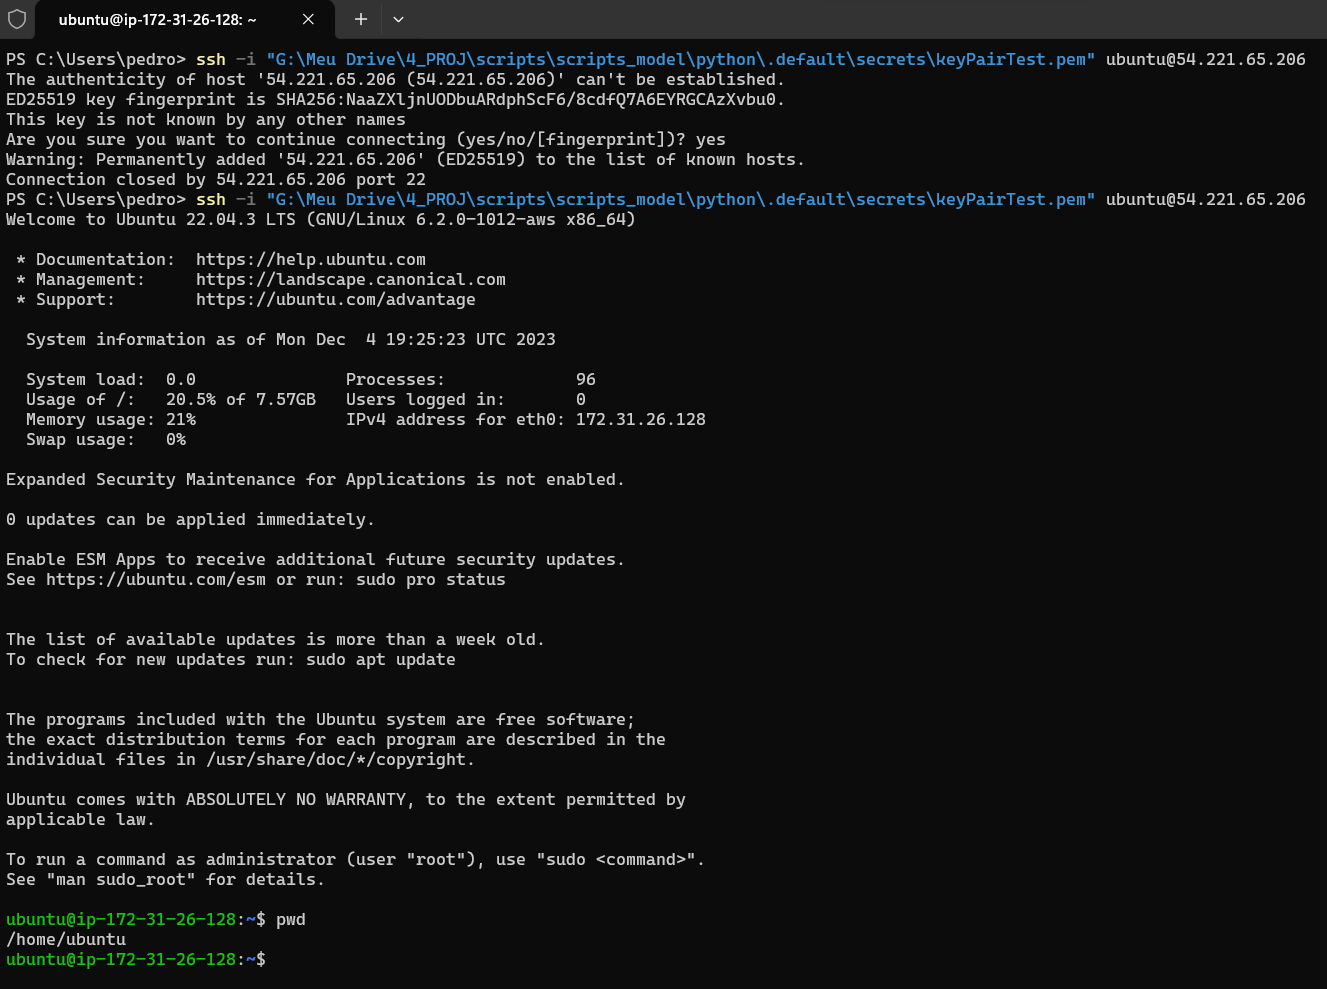 ubuntu@ip-172-31-26-128: ~
PS C:\Users\pedro> ssh -i "G:\Meu Drive\4_PROJ\scripts\scripts_model\python\.default\secrets\keyPairTest.pem" ubuntu@54.221.65.206
The authenticity of host '54.221.65.206 (54.221.65.206)' can't be established.
ED25519 key fingerprint is SHA256:NaaZXljnUODbuARdphScF6/8cdfQ7A6EYRGCAzXvbu0.
This key is not known by any other names
Are you sure you want to continue connecting (yes/no/[fingerprint])? yes
Warning: Permanently added '54.221.65.206' (ED25519) to the list of known hosts.
Connection closed by 54.221.65.206 port 22
PS C:\Users\pedro> ssh -i "G:\Meu Drive\4_PROJ\scripts\scripts_model\python\.default\secrets\keyPairTest.pem" ubuntu@54.221.65.206
Welcome to Ubuntu 22.04.3 LTS (GNU/Linux 6.2.0-1012-aws x86_64)

 * Documentation:  https://help.ubuntu.com
 * Management:     https://landscape.canonical.com
 * Support:        https://ubuntu.com/advantage

  System information as of Mon Dec  4 19:25:23 UTC 2023

  System load:  0.0               Processes:             96
  Usage of /:   20.5% of 7.57GB   Users logged in:       0
  Memory usage: 21%               IPv4 address for eth0: 172.31.26.128
  Swap usage:   0%

Expanded Security Maintenance for Applications is not enabled.

0 updates can be applied immediately.

Enable ESM Apps to receive additional future security updates.
See https://ubuntu.com/esm or run: sudo pro status

The list of available updates is more than a week old.
To check for new updates run: sudo apt update

The programs included with the Ubuntu system are free software;
the exact distribution terms for each program are described in the
individual files in /usr/share/doc/*/copyright.

Ubuntu comes with ABSOLUTELY NO WARRANTY, to the extent permitted by
applicable law.

To run a command as administrator (user "root"), use "sudo <command>".
See "man sudo_root" for details.

ubuntu@ip-172-31-26-128:~$ pwd
/home/ubuntu
ubuntu@ip-172-31-26-128:~$